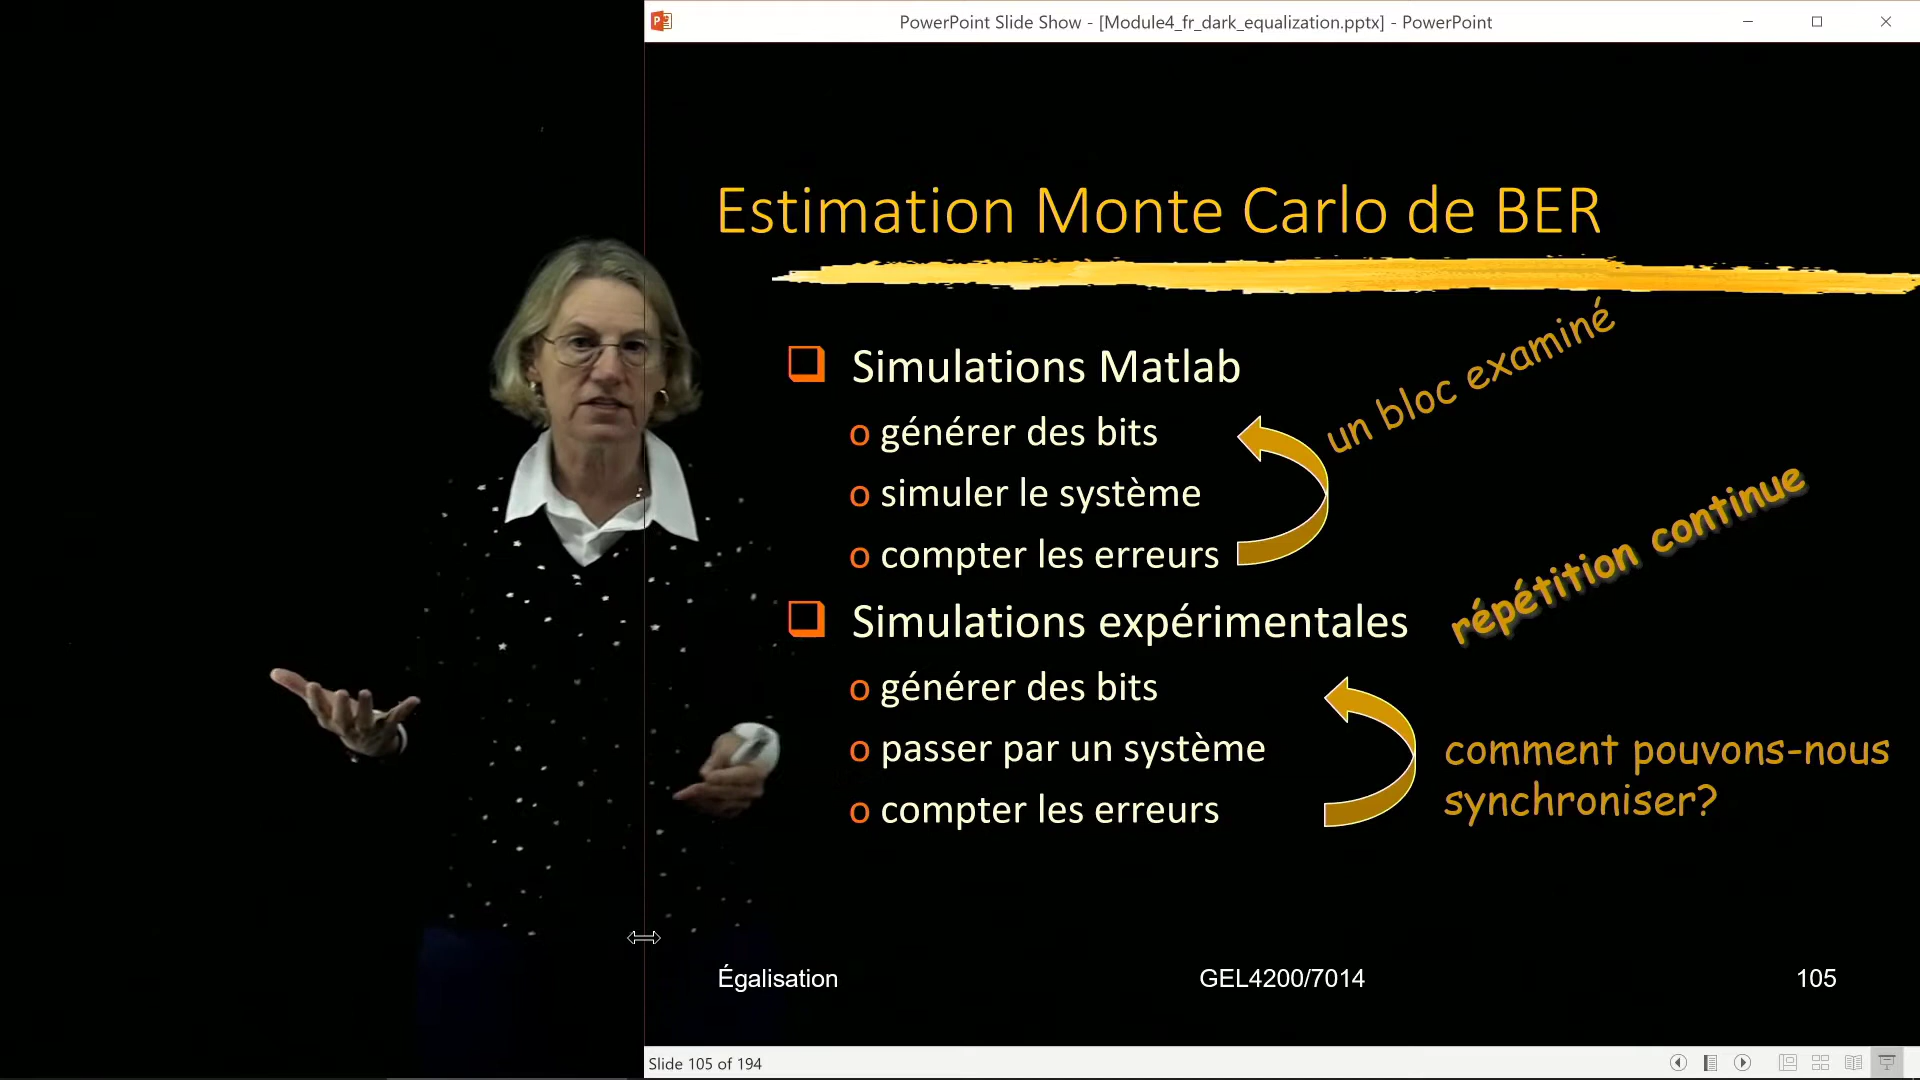 PowerPoint Slide Show - [Module4_fr_dark_equalization.pptx] - PowerPoint
Estimation Monte Carlo de BER
Simulations Matlab
un bloc examiné
o générer des bits
o simuler le système
o compter les erreurs
répétition continue
Simulations expérimentales
o générer des bits
o passer par un système
o compter les erreurs
comment pouvons-nous
synchroniser?
Égalisation
GEL4200/7014
105
Slide 105 of 194